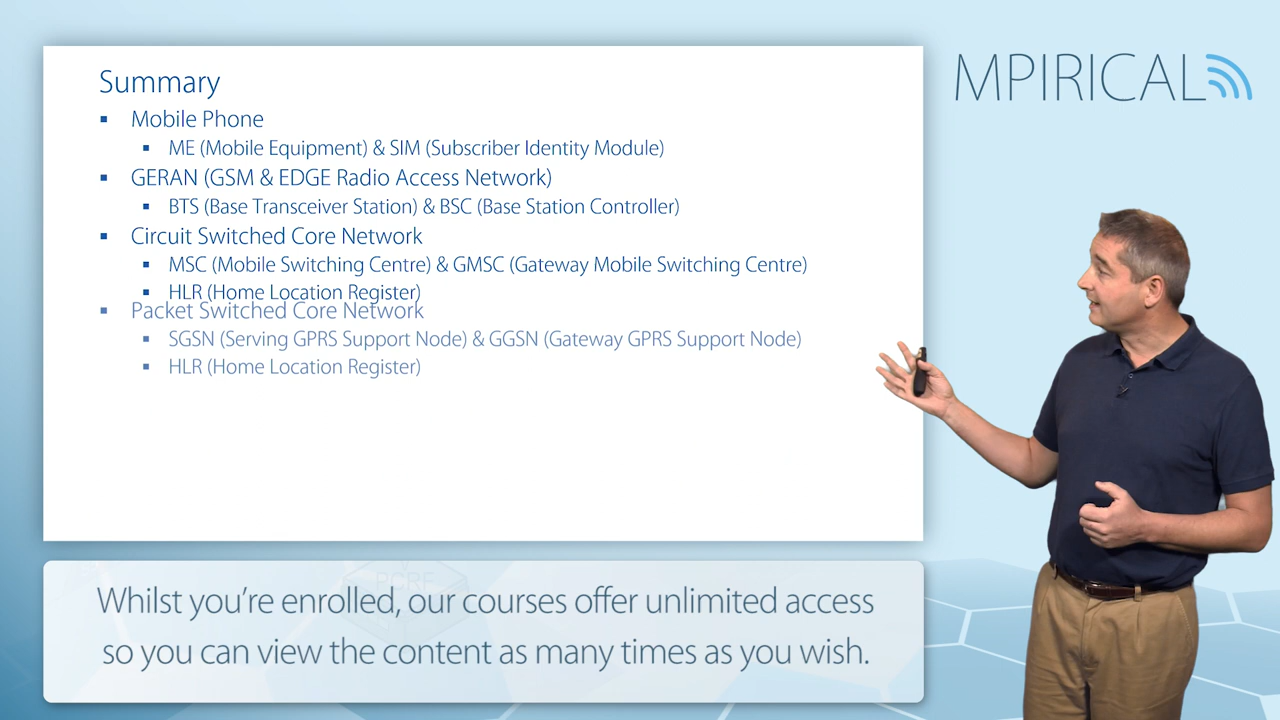 Summary
Mobile Phone
ME (Mobile Equipment) & SIM (Subscriber Identity Module)
GERAN (GSM & EDGE Radio Access Network)
BTS (Base Transceiver Station) & BSC (Base Station Controller)
Circuit Switched Core Network
MSC (Mobile Switching Centre) & GMSC (Gateway Mobile Switching Centre)
HLR (Home Location Register)
Packet Switched Core Network
SGSN (Serving GPRS Support Node) & GGSN (Gateway GPRS Support Node)
HLR (Home Location Register)
MPIRICAL
PCRF
Whilst you're enrolled, our courses offer unlimited access
so you can view the content as many times as you wish.